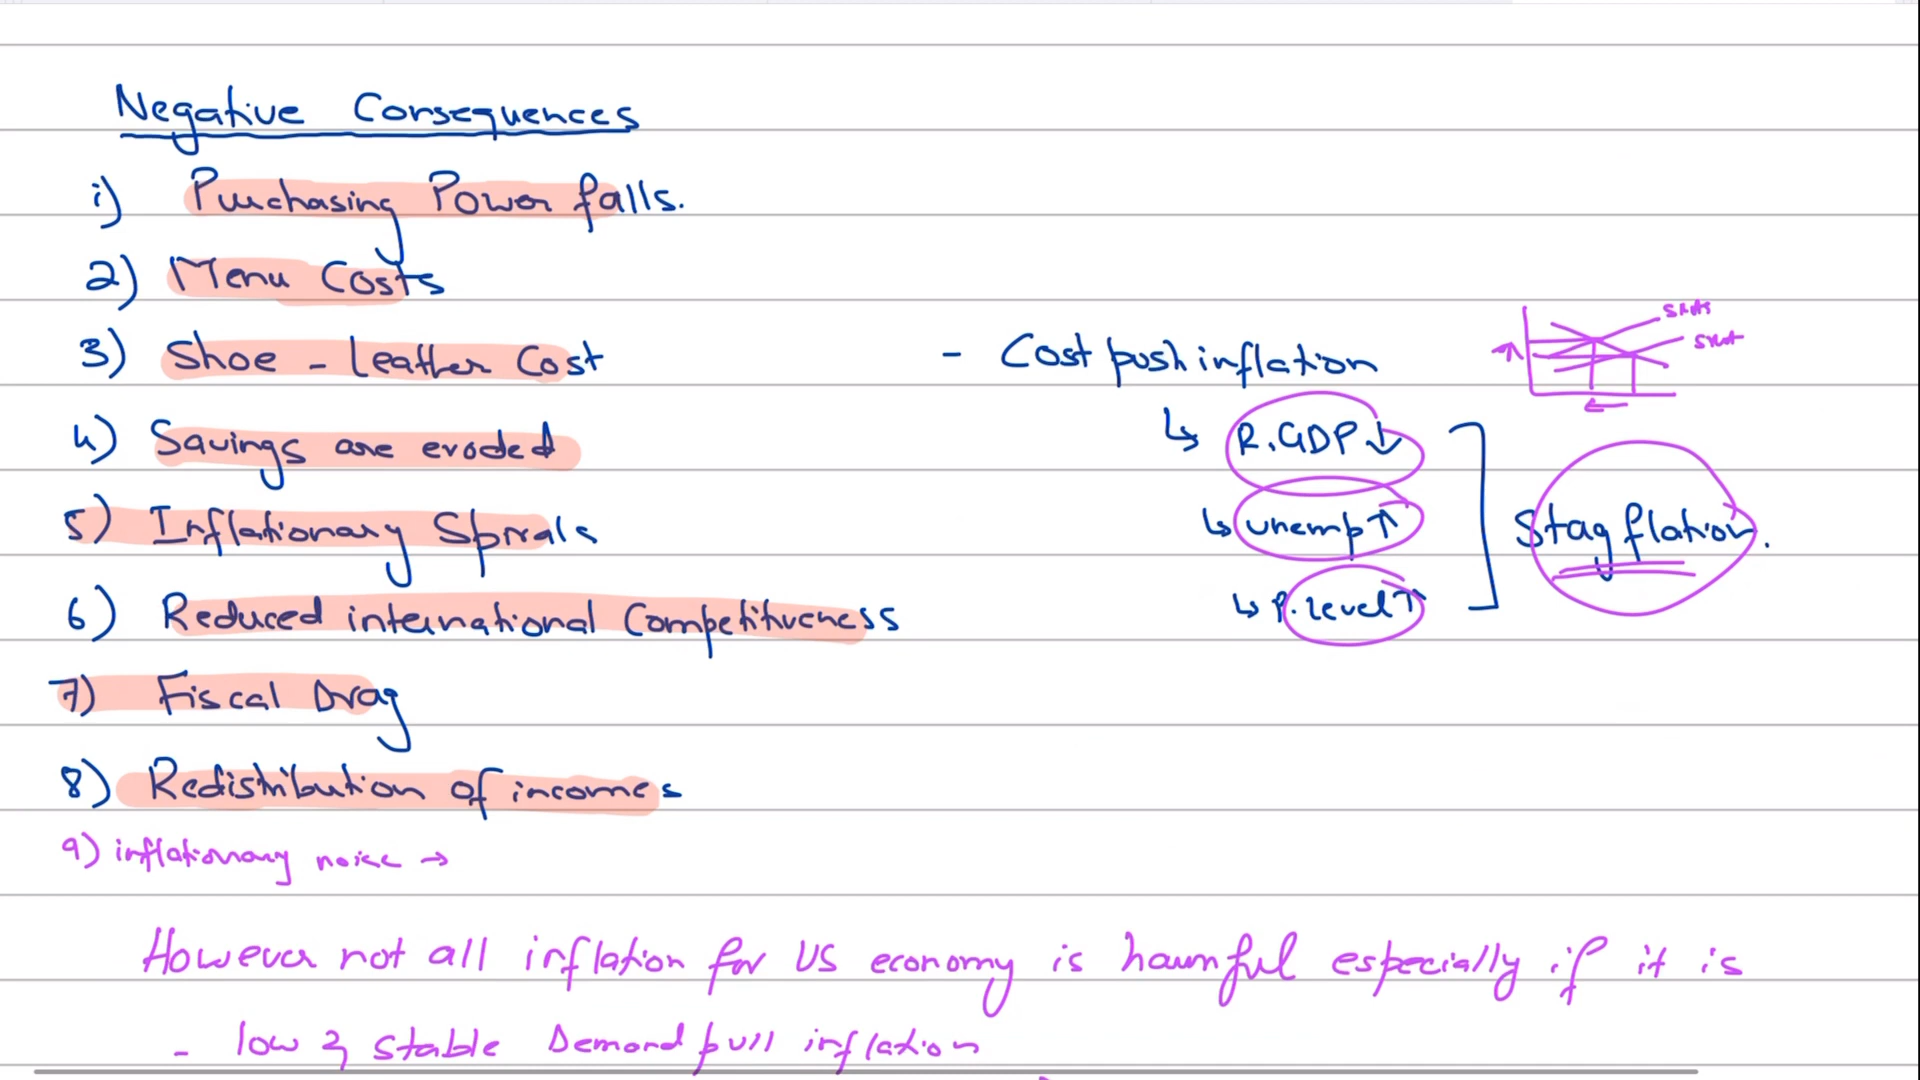 Negative Consequences
1) Purchasing Power falls.
2) Menu Costs
3) Shoe - leather Cost
4) Savings are eroded
5) Inflationary Spirals
6) Reduced international Competitiveness
7) Fiscal Drag
8) Redistribution of incomes
9) inflationary noise →
- Cost push inflation
↳ R.GDP↓
↳ unemp↑
↳ P. level↑
Stagflation.
However not all inflation for US economy is harmful especially if it is
- low & stable Demand pull inflation